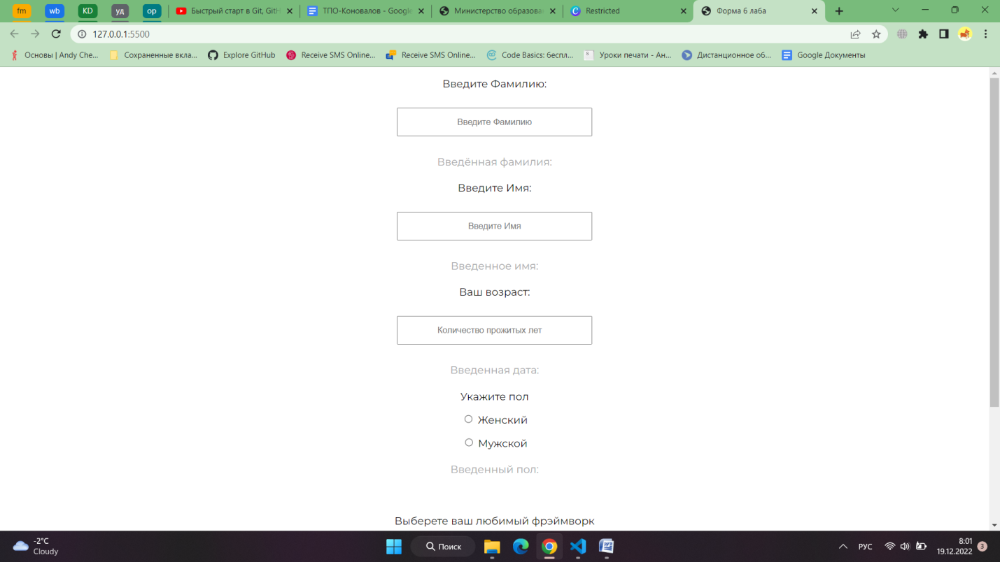 fm
wb
KD
уд
ор
Быстрый старт в Git, GitH
ТПО-Коновалов - Google
Министерство образова
Restricted
Форма 6 лаба
127.0.0.1:5500
Основы | Andy Che...
Сохраненные вкла...
Explore GitHub
Receive SMS Online...
Receive SMS Online...
Code Basics: беспл...
Уроки печати - Ан...
Дистанционное об...
Google Документы
Введите Фамилию:
Введите Фамилию
Введённая фамилия:
Введите Имя:
Введите Имя
Введенное имя:
Ваш возраст:
Количество прожитых лет
Введенная дата:
Укажите пол
Женский
Мужской
Введенный пол:
Выберете ваш любимый фрэймворк
-2°C
Cloudy
Поиск
РУС
8:01
19.12.2022
3